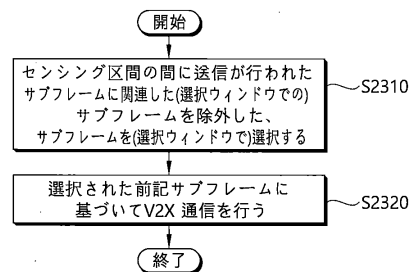 開始
センシング区間の間に送信が行われた
サブフレームに関連した(選択ウィンドウでの)
サブフレームを除外した、
サブフレームを(選択ウィンドウで)選択する
S2310
選択された前記サブフレームに
基づいてV2X 通信を行う
S2320
終了